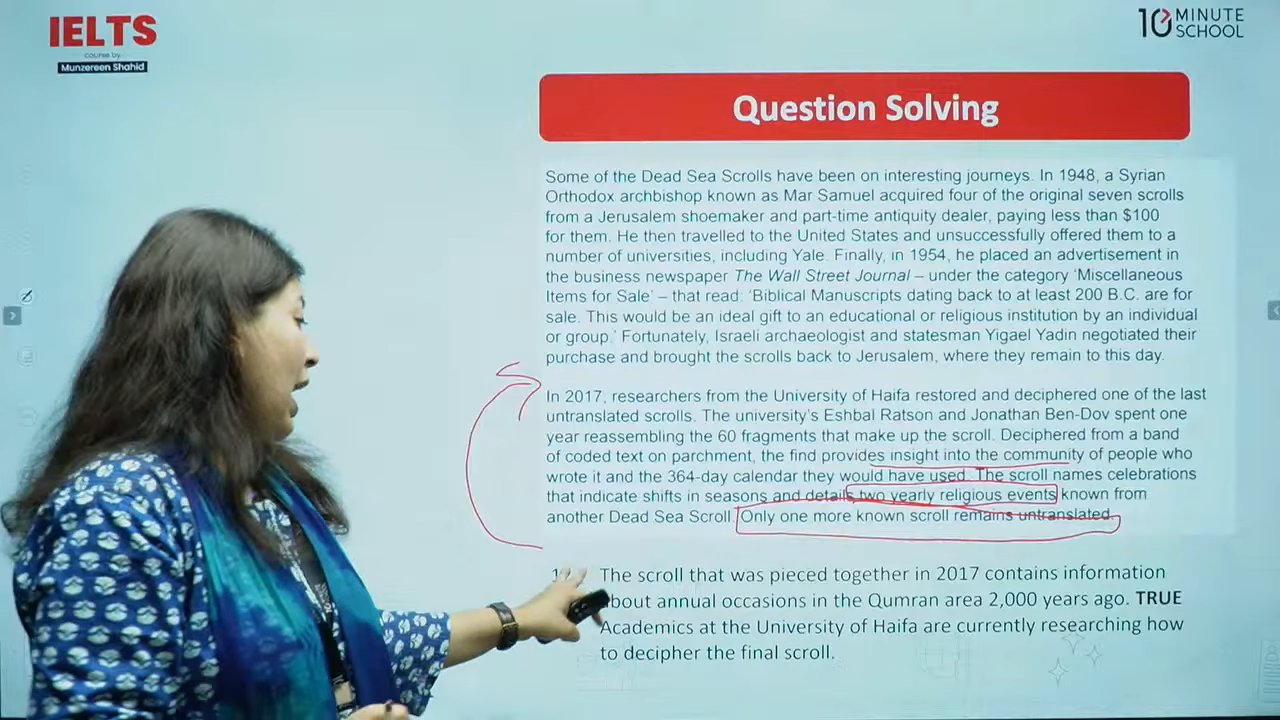 IELTS
course by
Munzereen Shahid
10 MINUTE
SCHOOL
Question Solving
Some of the Dead Sea Scrolls have been on interesting journeys. In 1948, a Syrian
Orthodox archbishop known as Mar Samuel acquired four of the original seven scrolls
from a Jerusalem shoemaker and part-time antiquity dealer, paying less than $100
for them. He then travelled to the United States and unsuccessfully offered them to a
number of universities, including Yale. Finally, in 1954, he placed an advertisement in
the business newspaper The Wall Street Journal – under the category ‘Miscellaneous
Items for Sale’ – that read: ‘Biblical Manuscripts dating back to at least 200 B.C. are for
sale. This would be an ideal gift to an educational or religious institution by an individual
or group.’ Fortunately, Israeli archaeologist and statesman Yigael Yadin negotiated their
purchase and brought the scrolls back to Jerusalem, where they remain to this day.
In 2017, researchers from the University of Haifa restored and deciphered one of the last
untranslated scrolls. The university’s Eshbal Ratson and Jonathan Ben-Dov spent one
year reassembling the 60 fragments that make up the scroll. Deciphered from a band
of coded text on parchment, the find provides insight into the community of people who
wrote it and the 364-day calendar they would have used. The scroll names celebrations
that indicate shifts in seasons and details two yearly religious events known from
another Dead Sea Scroll. Only one more known scroll remains untranslated.
The scroll that was pieced together in 2017 contains information
about annual occasions in the Qumran area 2,000 years ago. TRUE
Academics at the University of Haifa are currently researching how
to decipher the final scroll.